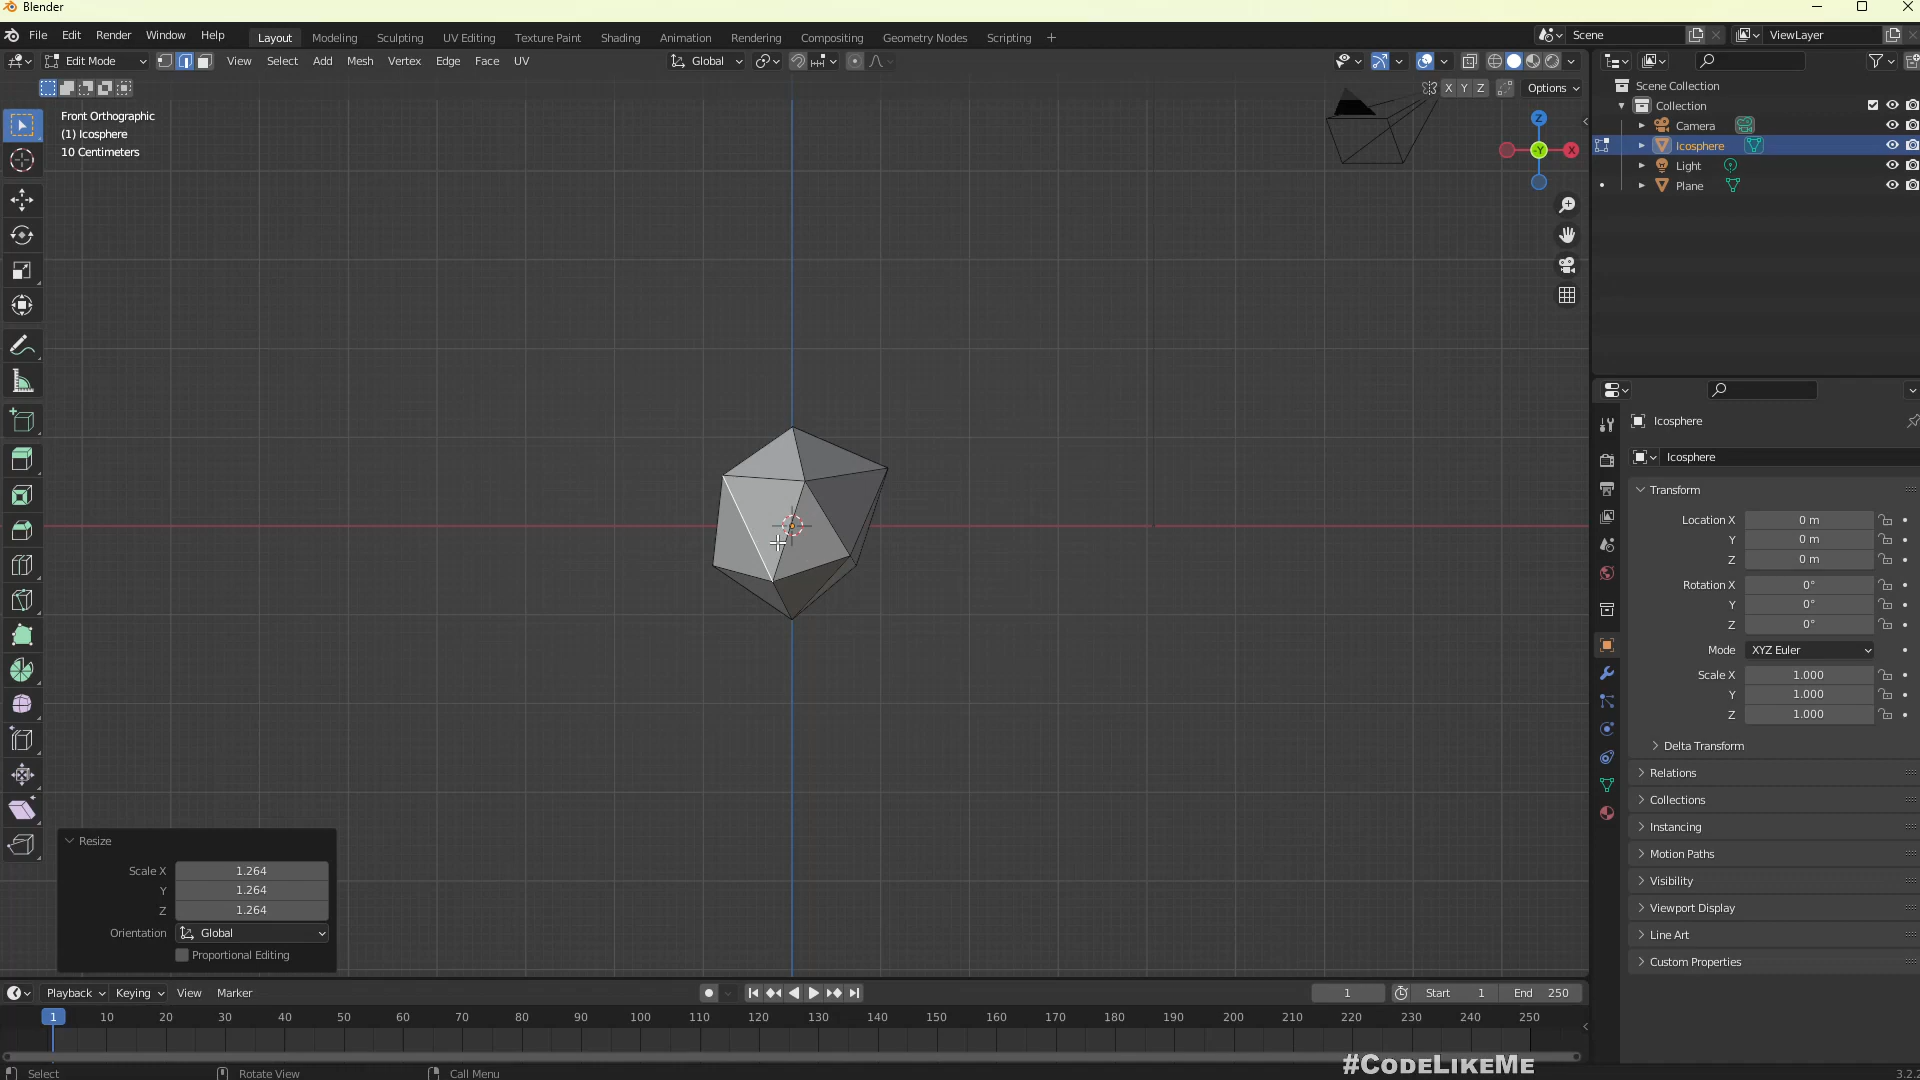 Blender
File Edit Render Window Help Layout Modeling Sculpting UV Editing Texture Paint Shading Animation Rendering Compositing Geometry Nodes Scripting + Scene ViewLayer
Edit Mode View Select Add Mesh Vertex Edge Face UV Global
X Y Z Options
Front Orthographic
(1) Icosphere
10 Centimeters
Z
-Y X
Scene Collection
Collection
Camera
Icosphere
Light
Plane
Icosphere
Icosphere
Transform
Location X 0 m
Y 0 m
Z 0 m
Rotation X 0°
Y 0°
Z 0°
Mode XYZ Euler
Scale X 1.000
Y 1.000
Z 1.000
Delta Transform
Relations
Collections
Instancing
Motion Paths
Visibility
Viewport Display
Line Art
Custom Properties
Resize
Scale X 1.264
Y 1.264
Z 1.264
Orientation Global
Proportional Editing
Playback Keying View Marker 1 Start 1 End 250
1 10 20 30 40 50 60 70 80 90 100 110 120 130 140 150 160 170 180 190 200 210 220 230 240 250
#CodeLikeMe
Select Rotate View Call Menu